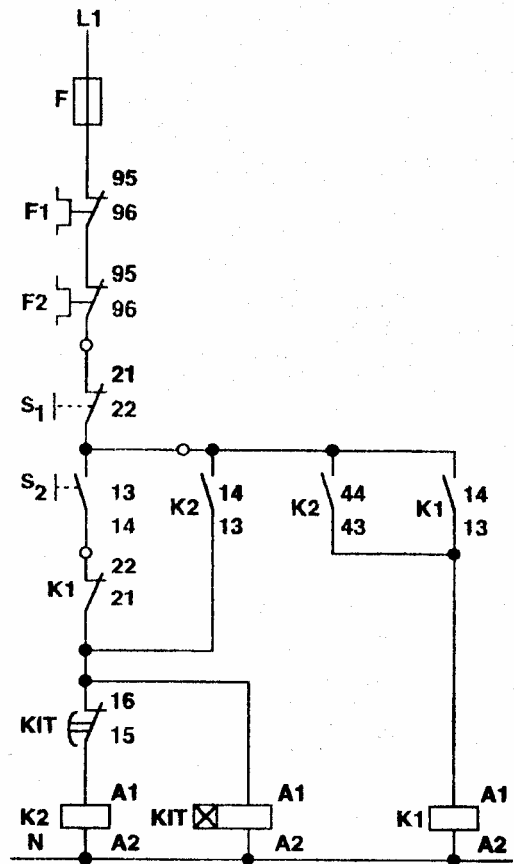 L1
F
95
F1 96
95
F2 96
21
S1 22
S2 13 K2 14 K2 44 K1 14
14 13 43 13
22
K1 21
16
KIT 15
A1 A1 A1
K2 KIT K1
N A2 A2 A2